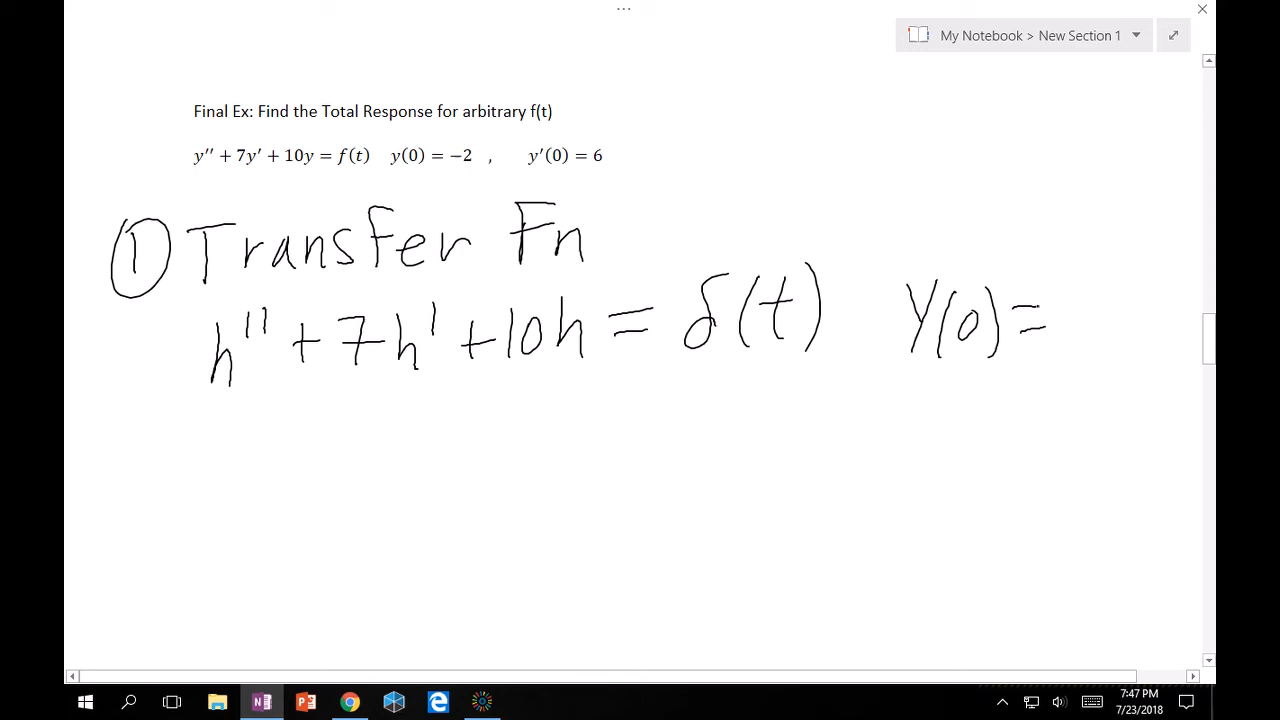 ...
My Notebook > New Section 1
Final Ex: Find the Total Response for arbitrary f(t)
y′′ + 7y′ + 10y = f(t) y(0) = −2 , y′(0) = 6
① Transfer Fn
h'' + 7h' + 10h = δ(t) y(0) =
7:47 PM
7/23/2018